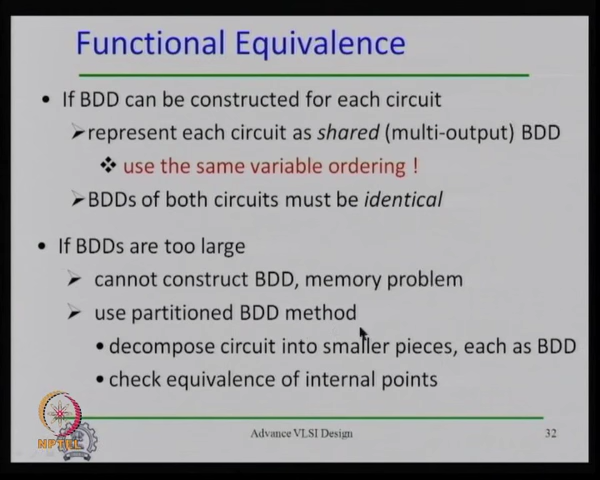 Functional Equivalence
• If BDD can be constructed for each circuit
➤represent each circuit as shared (multi-output) BDD
❖ use the same variable ordering !
➤BDDs of both circuits must be identical
• If BDDs are too large
➤ cannot construct BDD, memory problem
➤ use partitioned BDD method
• decompose circuit into smaller pieces, each as BDD
• check equivalence of internal points
NPTEL
Advance VLSI Design
32